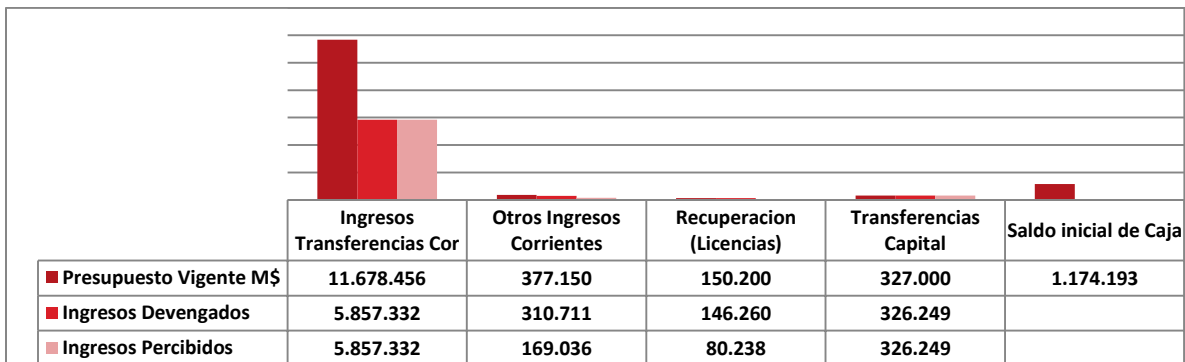 Ingresos Transferencias Cor
Otros Ingresos Corrientes
Recuperacion (Licencias)
Transferencias Capital
Saldo inicial de Caja
Presupuesto Vigente M$ 11.678.456 377.150 150.200 327.000 1.174.193
Ingresos Devengados 5.857.332 310.711 146.260 326.249
Ingresos Percibidos 5.857.332 169.036 80.238 326.249